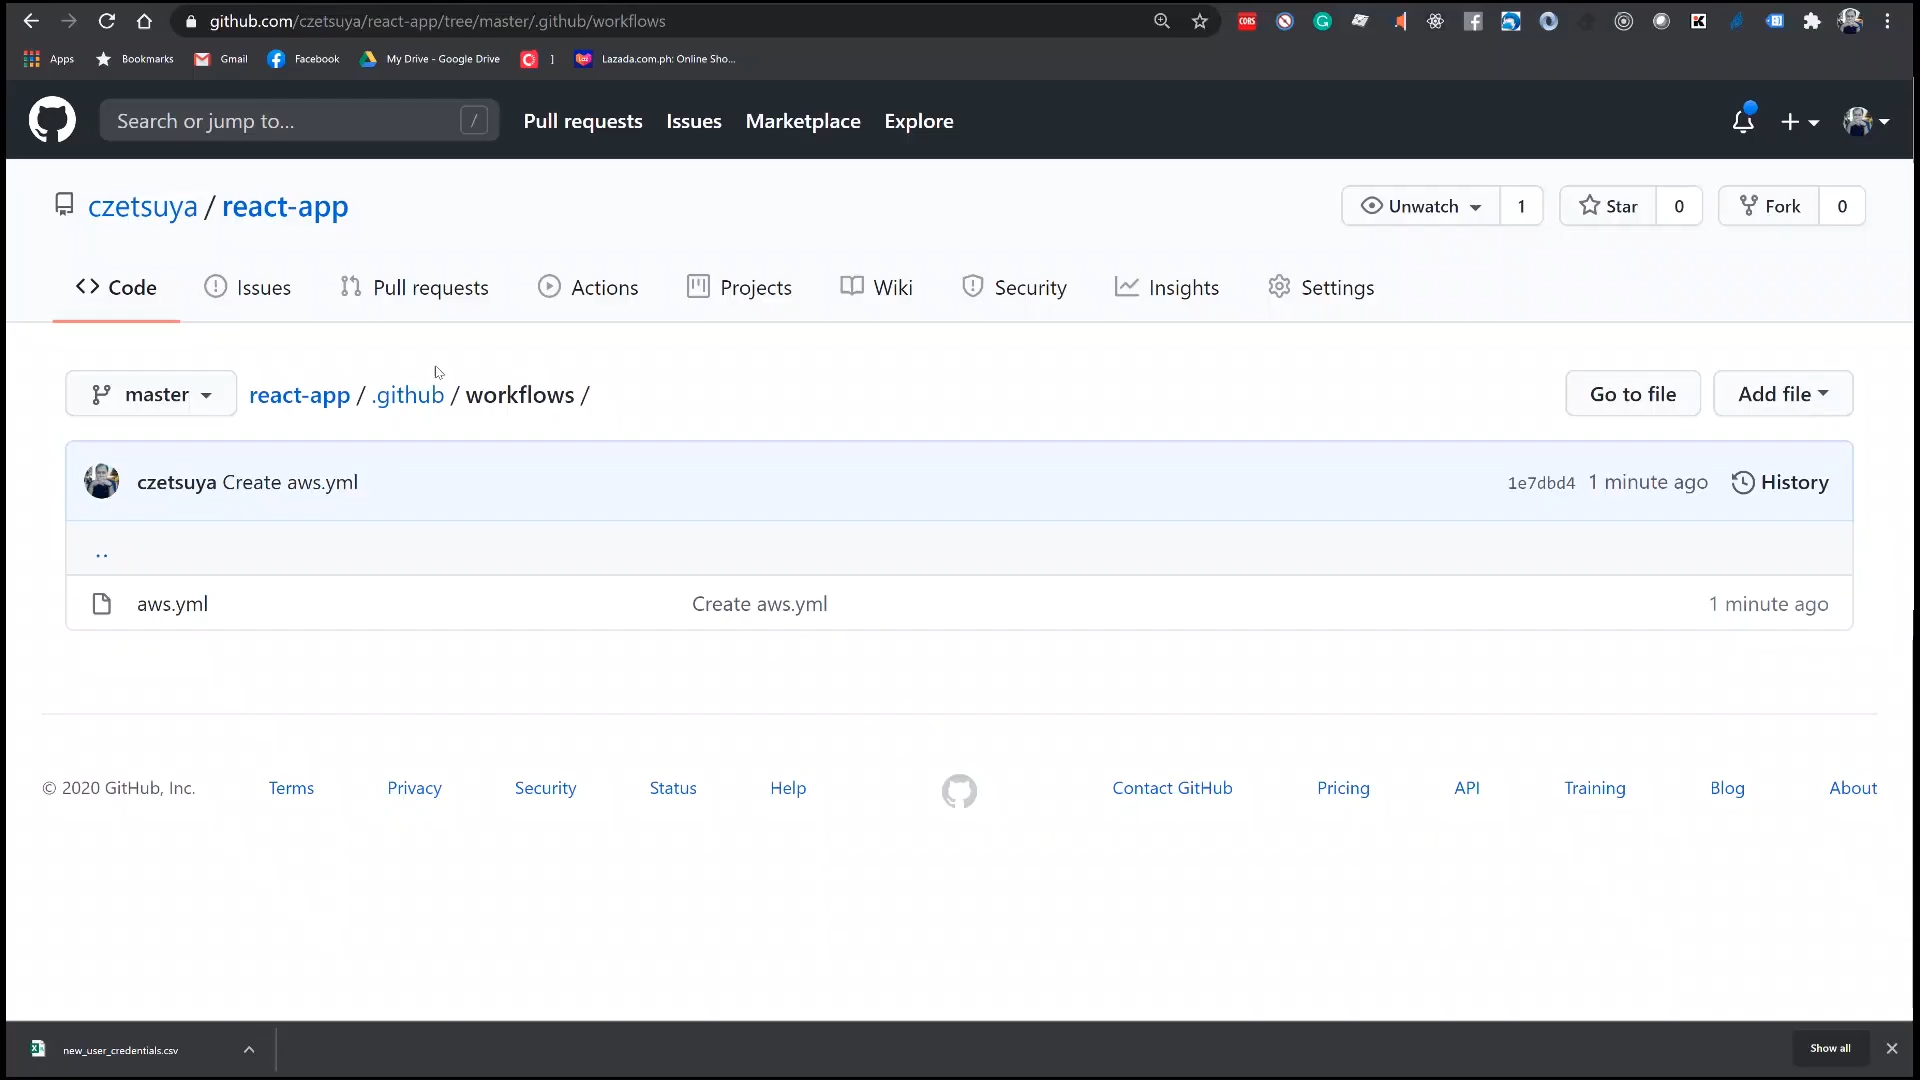 github.com/czetsuya/react-app/tree/master/.github/workflows
CORS
Apps
Bookmarks
Gmail
Facebook
My Drive - Google Drive
]
Lazada.com.ph: Online Sho...
Search or jump to...
/
Pull requests
Issues
Marketplace
Explore
czetsuya / react-app
Unwatch
1
Star
0
Fork
0
Code
Issues
Pull requests
Actions
Projects
Wiki
Security
Insights
Settings
master
react-app / .github / workflows /
Go to file
Add file
czetsuya Create aws.yml
1e7dbd4
1 minute ago
History
..
aws.yml
Create aws.yml
1 minute ago
© 2020 GitHub, Inc.
Terms
Privacy
Security
Status
Help
Contact GitHub
Pricing
API
Training
Blog
About
new_user_credentials.csv
Show all